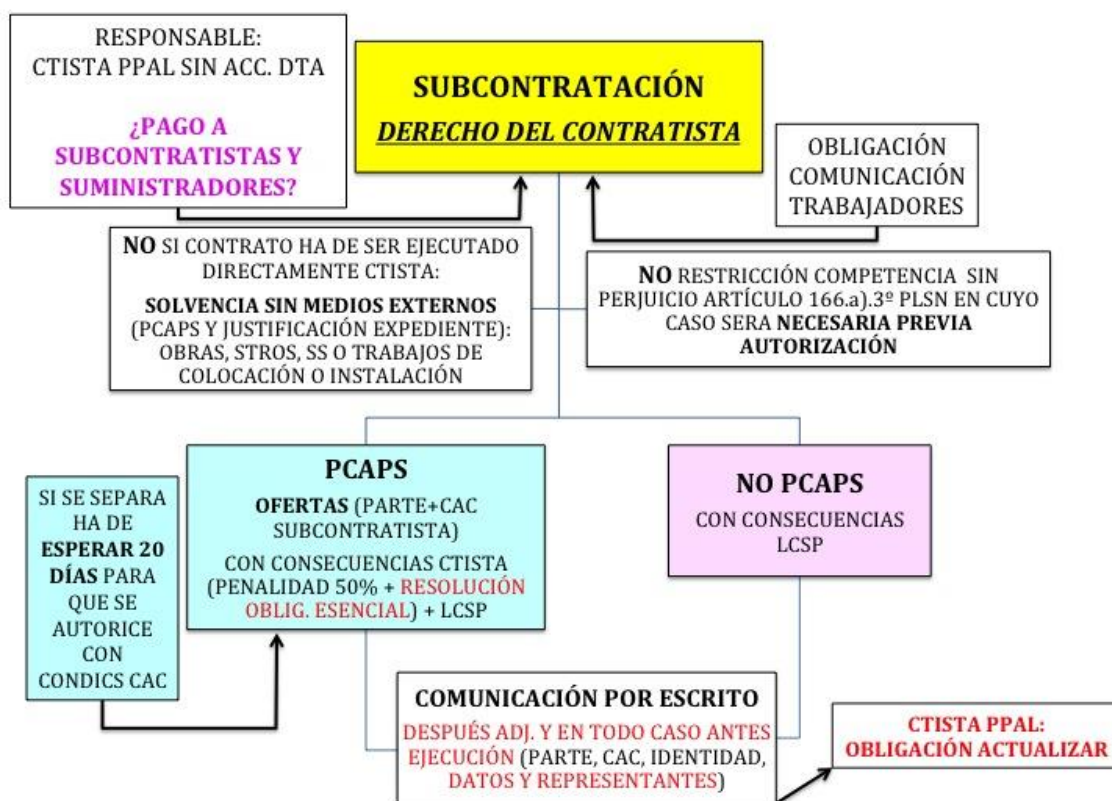 RESPONSABLE:
CTISTA PPAL SIN ACC. DTA
¿PAGO A
SUBCONTRATISTAS Y
SUMINISTRADORES?
SUBCONTRATACIÓN
DERECHO DEL CONTRATISTA
OBLIGACIÓN
COMUNICACIÓN
TRABAJADORES
NO SI CONTRATO HA DE SER EJECUTADO
DIRECTAMENTE CTISTA:
SOLVENCIA SIN MEDIOS EXTERNOS
(PCAPS Y JUSTIFICACIÓN EXPEDIENTE):
OBRAS, STROS, SS O TRABAJOS DE
COLOCACIÓN O INSTALACIÓN
NO RESTRICCIÓN COMPETENCIA SIN
PERJUICIO ARTÍCULO 166.a).3º PLSN EN CUYO
CASO SERA NECESARIA PREVIA
AUTORIZACIÓN
SI SE SEPARA
HA DE
ESPERAR 20
DÍAS PARA
QUE SE
AUTORICE
CON
CONDICS CAC
PCAPS
OFERTAS (PARTE+CAC
SUBCONTRATISTA)
CON CONSECUENCIAS CTISTA
(PENALIDAD 50% + RESOLUCIÓN
OBLIG. ESENCIAL) + LCSP
NO PCAPS
CON CONSECUENCIAS
LCSP
COMUNICACIÓN POR ESCRITO
DESPUÉS ADJ. Y EN TODO CASO ANTES
EJECUCIÓN (PARTE, CAC, IDENTIDAD,
DATOS Y REPRESENTANTES)
CTISTA PPAL:
OBLIGACIÓN ACTUALIZAR